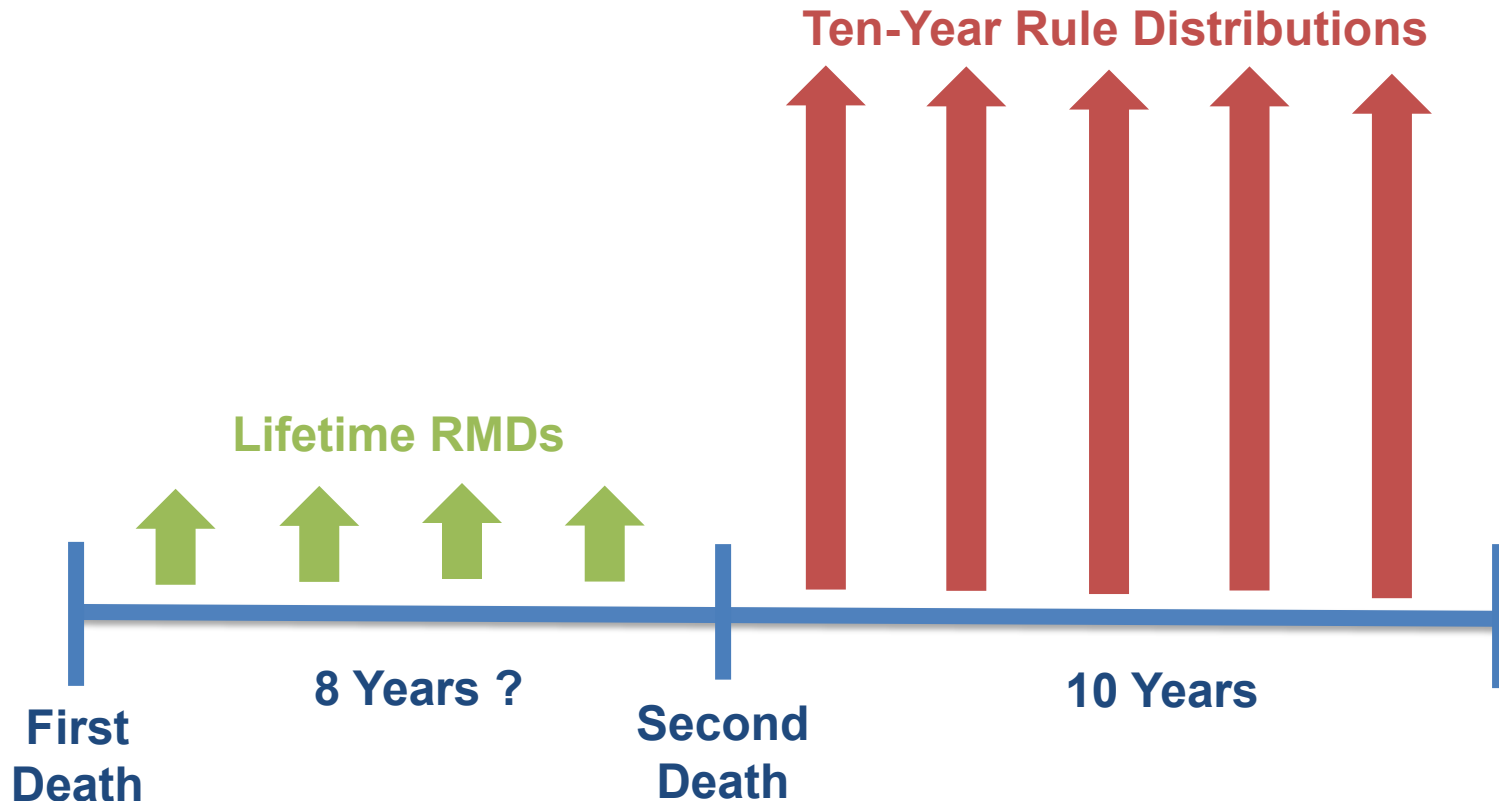 Ten-Year Rule Distributions
Lifetime RMDs
8 Years ?
10 Years
First
Death
Second
Death